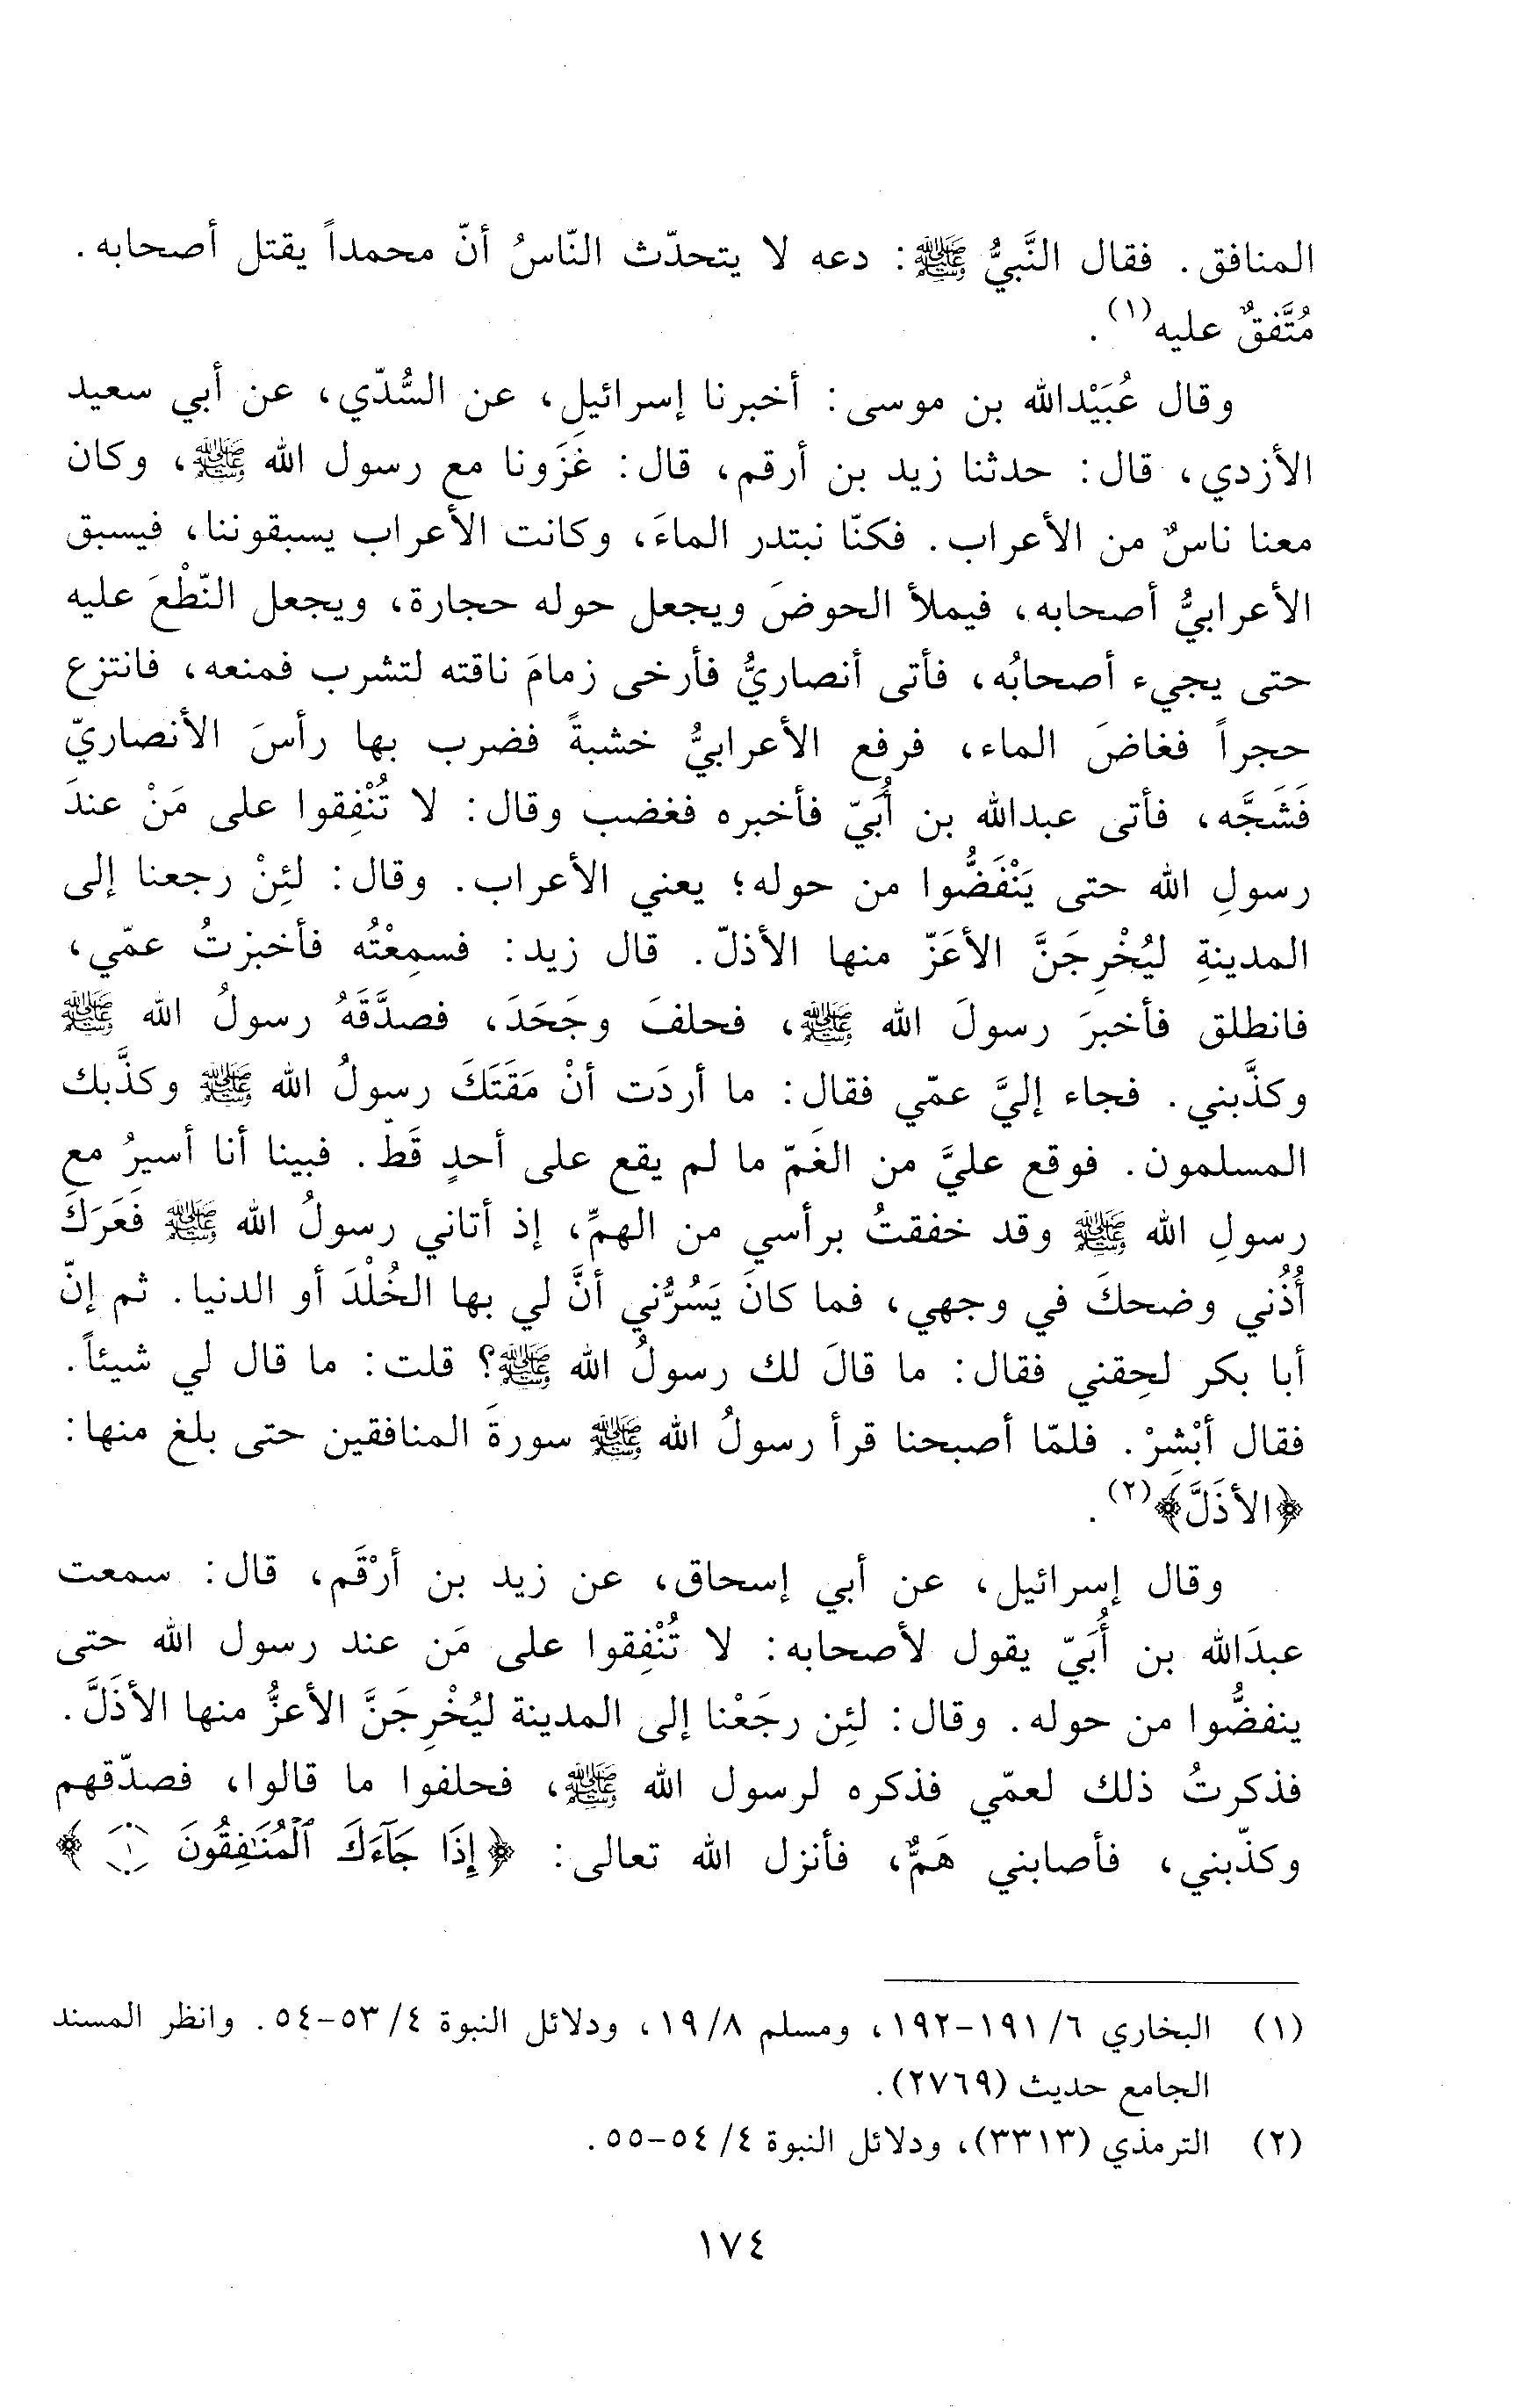 المنافق. فقال النَّبيُّ ﷺ: دعه لا يتحدّث النّاسُ أنّ محمداً يقتل أصحابه.
مُتَّفقٌ عليه(١).
وقال عُبَيْدالله بن موسى: أخبرنا إسرائيل، عن السُّدّي، عن أبي سعيد
الأزدي، قال: حدثنا زيد بن أرقم، قال: غَزَونا مع رسول الله ﷺ، وكان
معنا ناسٌ من الأعراب. فكنّا نبتدر الماءَ، وكانت الأعراب يسبقوننا، فيسبق
الأعرابيُّ أصحابه، فيملأ الحوضَ ويجعل حوله حجارة، ويجعل النّطْعَ عليه
حتى يجيء أصحابُه، فأتى أنصاريُّ فأرخى زمامَ ناقته لتشرب فمنعه، فانتزع
حجراً فغاضَ الماء، فرفع الأعرابيُّ خشبةً فضرب بها رأسَ الأنصاريّ
فَشَجَّه، فأتى عبدالله بن أُبَيّ فأخبره فغضب وقال: لا تُنْفِقوا على مَنْ عندَ
رسولِ الله حتى يَنْفَضُّوا من حوله؛ يعني الأعراب. وقال: لئِنْ رجعنا إلى
المدينةِ ليُخْرِجَنَّ الأعَزّ منها الأذلّ. قال زيد: فسمِعْتُه فأخبرتُ عمّي،
فانطلق فأخبرَ رسولَ الله ﷺ، فحلفَ وجَحَدَ، فصدَّقَهُ رسولُ الله ﷺ
وكذَّبني. فجاء إليَّ عمّي فقال: ما أردَت أنْ مَقَتَكَ رسولُ الله ﷺ وكذَّبك
المسلمون. فوقع عليَّ من الغَمّ ما لم يقع على أحدٍ قَطّ. فبينا أنا أسيرُ مع
رسولِ الله ﷺ وقد خفقتُ برأسي من الهمِّ، إذ أتاني رسولُ الله ﷺ فَعَرَكَ
أُذُني وضحكَ في وجهي، فما كانَ يَسُرُّني أنَّ لي بها الخُلْدَ أو الدنيا. ثم إنّ
أبا بكر لحِقني فقال: ما قالَ لك رسولُ الله ﷺ؟ قلت: ما قال لي شيئاً.
فقال أبْشِرْ. فلمّا أصبحنا قرأ رسولُ الله ﷺ سورةَ المنافقين حتى بلغ منها:
﴿الأذَلَّ﴾(٢).
وقال إسرائيل، عن أبي إسحاق، عن زيد بن أرْقَم، قال: سمعت
عبدَالله بن أُبَيّ يقول لأصحابه: لا تُنْفِقوا على مَن عند رسول الله حتى
ينفضُّوا من حوله. وقال: لئِن رجَعْنا إلى المدينة ليُخْرِجَنَّ الأعزُّ منها الأذَلَّ.
فذكرتُ ذلك لعمّي فذكره لرسول الله ﷺ، فحلفوا ما قالوا، فصدّقهم
وكذّبني، فأصابني هَمٌّ، فأنزل الله تعالى: ﴿إِذَا جَآءَكَ ٱلْمُنَٰفِقُونَ ۝١﴾
(١) البخاري ٦/ ١٩١-١٩٢، ومسلم ٨/ ١٩، ودلائل النبوة ٤/ ٥٣-٥٤. وانظر المسند
الجامع حديث (٢٧٦٩).
(٢) الترمذي (٣٣١٣)، ودلائل النبوة ٤/ ٥٤-٥٥.
١٧٤